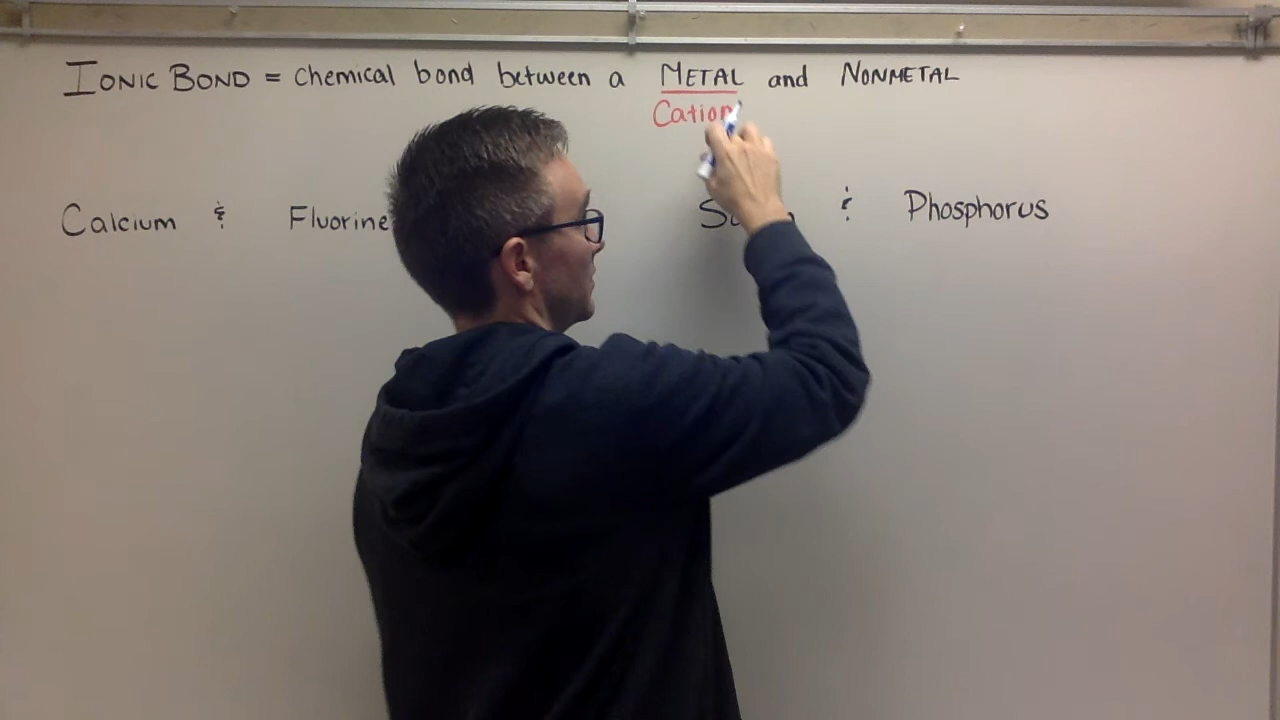 IONIC BOND = Chemical bond between a METAL and NONMETAL
Cation
Calcium & Fluorine & Phosphorus